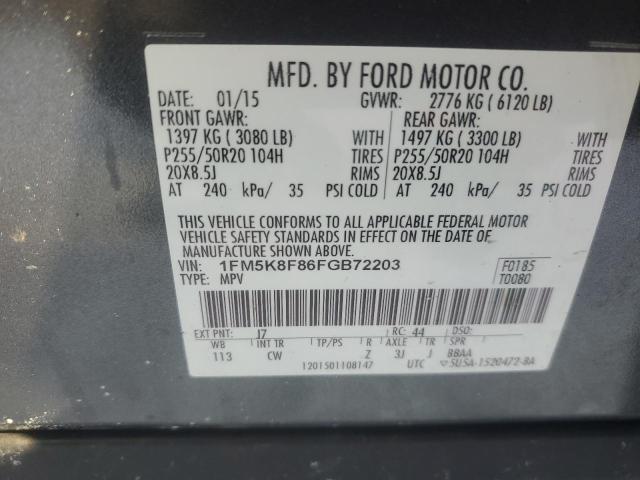 MFD. BY FORD MOTOR CO.
DATE: 01/15 GVWR: 2776 KG ( 6120 LB)
FRONT GAWR: REAR GAWR:
1397 KG ( 3080 LB) WITH 1497 KG ( 3300 LB) WITH
P255/50R20 104H TIRES P255/50R20 104H TIRES
20X8.5J RIMS 20X8.5J RIMS
AT 240 kPa/ 35 PSI COLD AT 240 kPa/ 35 PSI COLD
THIS VEHICLE CONFORMS TO ALL APPLICABLE FEDERAL MOTOR
VEHICLE SAFETY STANDARDS IN EFFECT ON THE DATE OF
MANUFACTURE SHOWN ABOVE.
VIN: 1FM5K8F86FGB72203 F0185
TYPE: MPV T0080
EXT PNT: J7 RC: 44 DSO:
WB INT TR TP/PS R AXLE TR SPR
113 CW Z 3J J BBAA
1201501108147 UTC ▽5U5A-1520472-BA